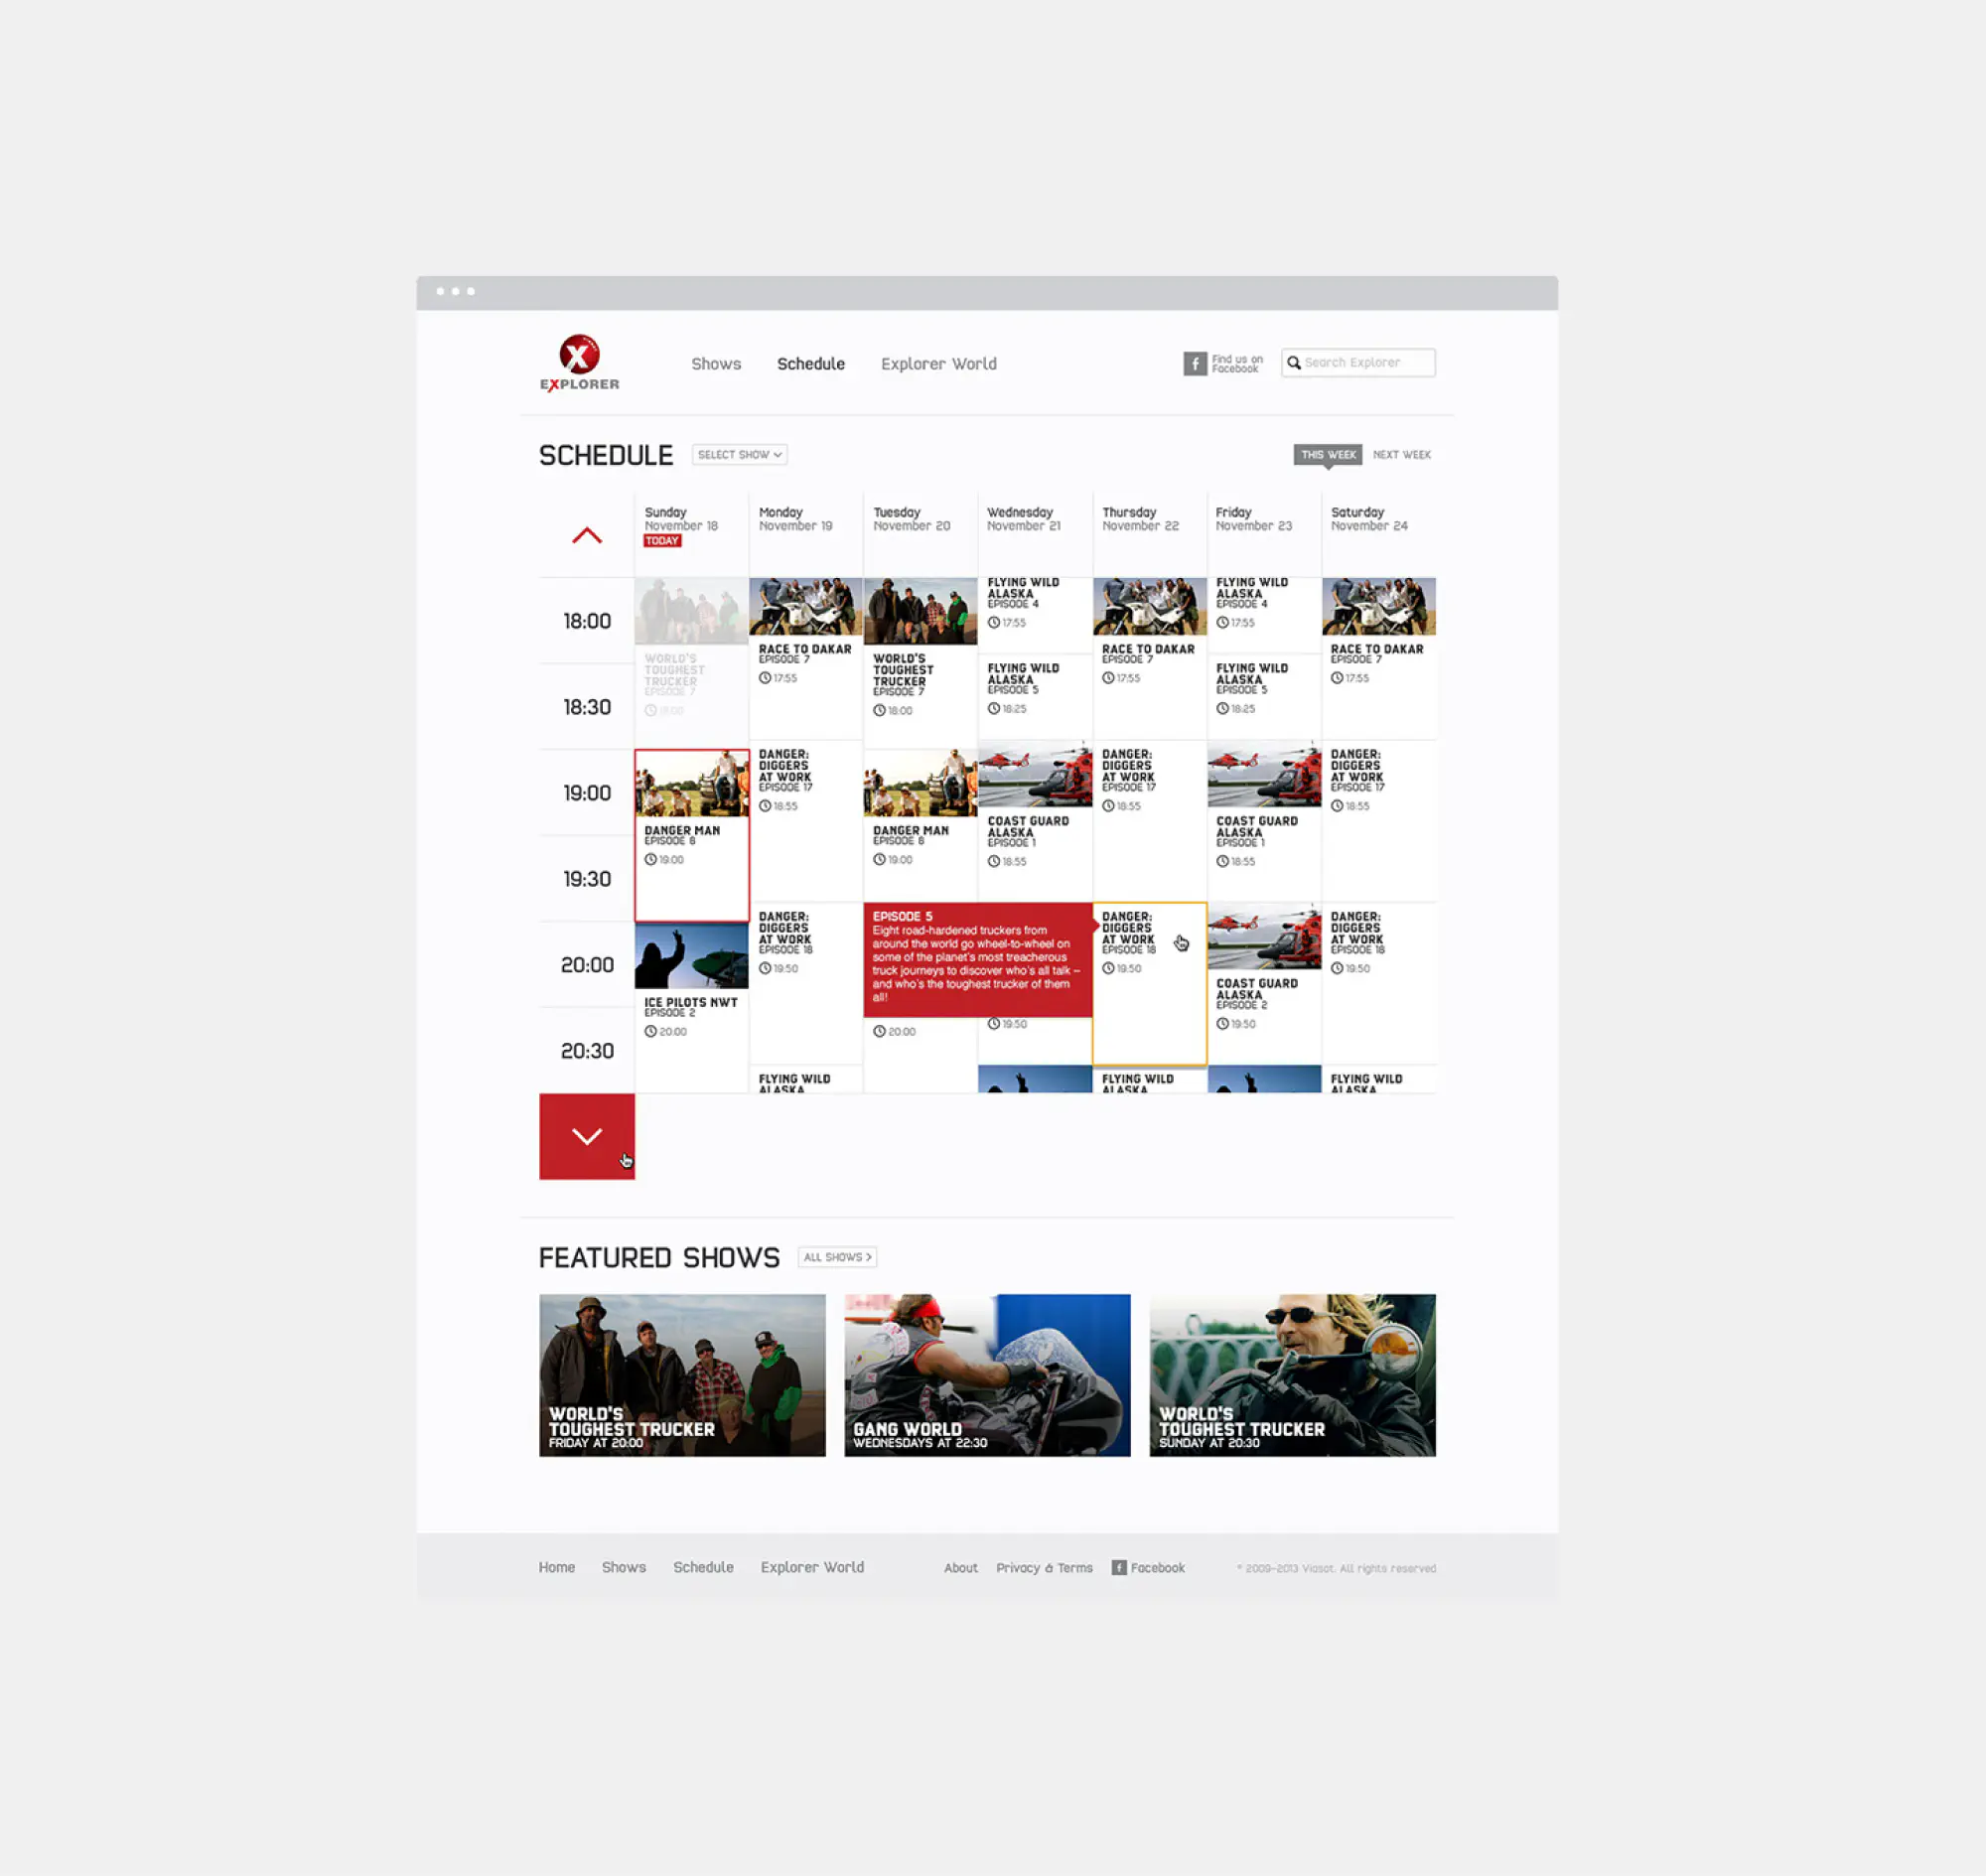 X
EXPLORER
Shows
Schedule
Explorer World
Find us on
Facebook
Search Explorer
SCHEDULE
SELECT SHOW
THIS WEEK
NEXT WEEK
Sunday
November 18
TODAY
Monday
November 19
Tuesday
November 20
Wednesday
November 21
Thursday
November 22
Friday
November 23
Saturday
November 24
18:00
18:30
19:00
19:30
20:00
20:30
WORLD'S
TOUGHEST
TRUCKER
EPISODE 7
18:00
DANGER MAN
EPISODE 8
19:00
ICE PILOTS NWT
EPISODE 2
20:00
RACE TO DAKAR
EPISODE 7
17:55
DANGER:
DIGGERS
AT WORK
EPISODE 17
18:55
DANGER:
DIGGERS
AT WORK
EPISODE 18
19:50
FLYING WILD
ALASKA
WORLD'S
TOUGHEST
TRUCKER
EPISODE 7
18:00
DANGER MAN
EPISODE 8
19:00
EPISODE 5
Eight road-hardened truckers from
around the world go wheel-to-wheel on
some of the planet's most treacherous
truck journeys to discover who's all talk –
and who's the toughest trucker of them
all!
20:00
FLYING WILD
ALASKA
EPISODE 4
17:55
FLYING WILD
ALASKA
EPISODE 5
18:25
COAST GUARD
ALASKA
EPISODE 1
18:55
19:50
RACE TO DAKAR
EPISODE 7
17:55
DANGER:
DIGGERS
AT WORK
EPISODE 17
18:55
DANGER:
DIGGERS
AT WORK
EPISODE 18
19:50
FLYING WILD
ALASKA
FLYING WILD
ALASKA
EPISODE 4
17:55
FLYING WILD
ALASKA
EPISODE 5
18:25
COAST GUARD
ALASKA
EPISODE 1
18:55
COAST GUARD
ALASKA
EPISODE 2
19:50
RACE TO DAKAR
EPISODE 7
17:55
DANGER:
DIGGERS
AT WORK
EPISODE 17
18:55
DANGER:
DIGGERS
AT WORK
EPISODE 18
19:50
FLYING WILD
ALASKA
FEATURED SHOWS
ALL SHOWS >
WORLD'S
TOUGHEST TRUCKER
FRIDAY AT 20:00
GANG WORLD
WEDNESDAYS AT 22:30
WORLD'S
TOUGHEST TRUCKER
SUNDAY AT 20:30
Home
Shows
Schedule
Explorer World
About
Privacy & Terms
Facebook
© 2009–2013 Viasat. All rights reserved